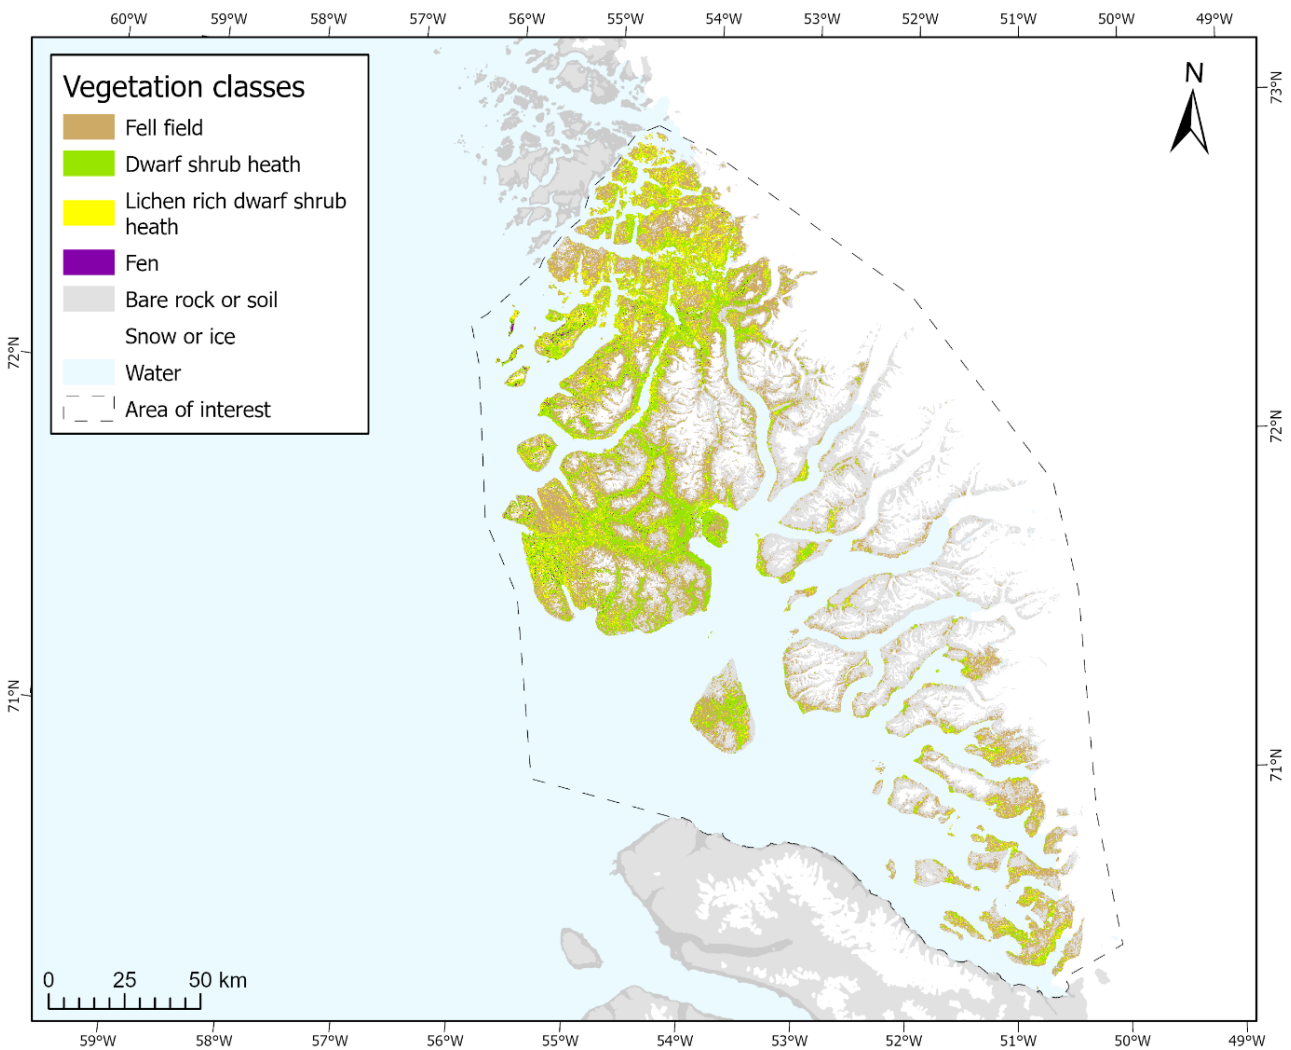 60°W 59°W 58°W 57°W 56°W 55°W 54°W 53°W 52°W 51°W 50°W 49°W
Vegetation classes
Fell field
Dwarf shrub heath
Lichen rich dwarf shrub
heath
Fen
Bare rock or soil
Snow or ice
Water
Area of interest
N
73°N
72°N
72°N
71°N
71°N
0 25 50 km
59°W 58°W 57°W 56°W 55°W 54°W 53°W 52°W 51°W 50°W 49°W